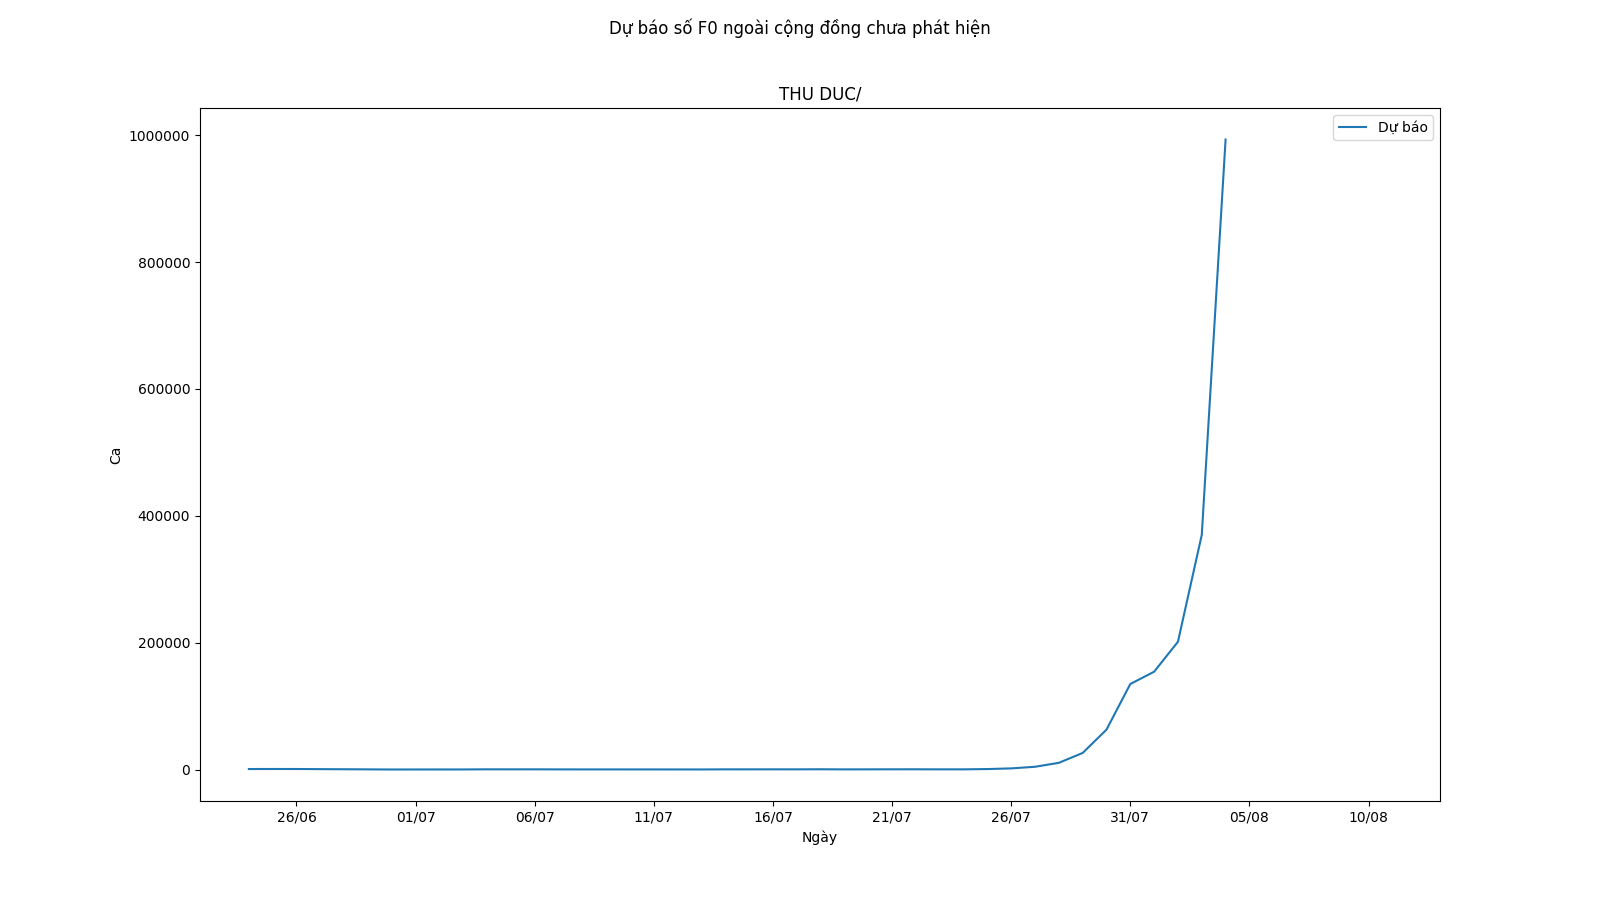 Dự báo số F0 ngoài cộng đồng chưa phát hiện
THU DUC/
Dự báo
1000000
800000
600000
400000
200000
0
Ca
26/06 01/07 06/07 11/07 16/07 21/07 26/07 31/07 05/08 10/08
Ngày